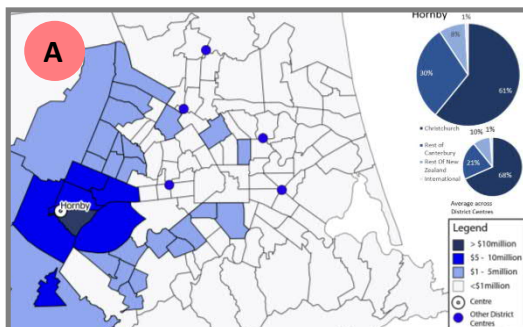 A
Hornby
1%
8%
30%
61%
Christchurch
Rest of
Canterbury
Rest Of New
Zealand
International
10%
1%
21%
68%
Average across
District Centres
Hornby
Legend
> $10million
$5 - 10million
$1 - 5million
<$1million
Centre
Other District
Centres